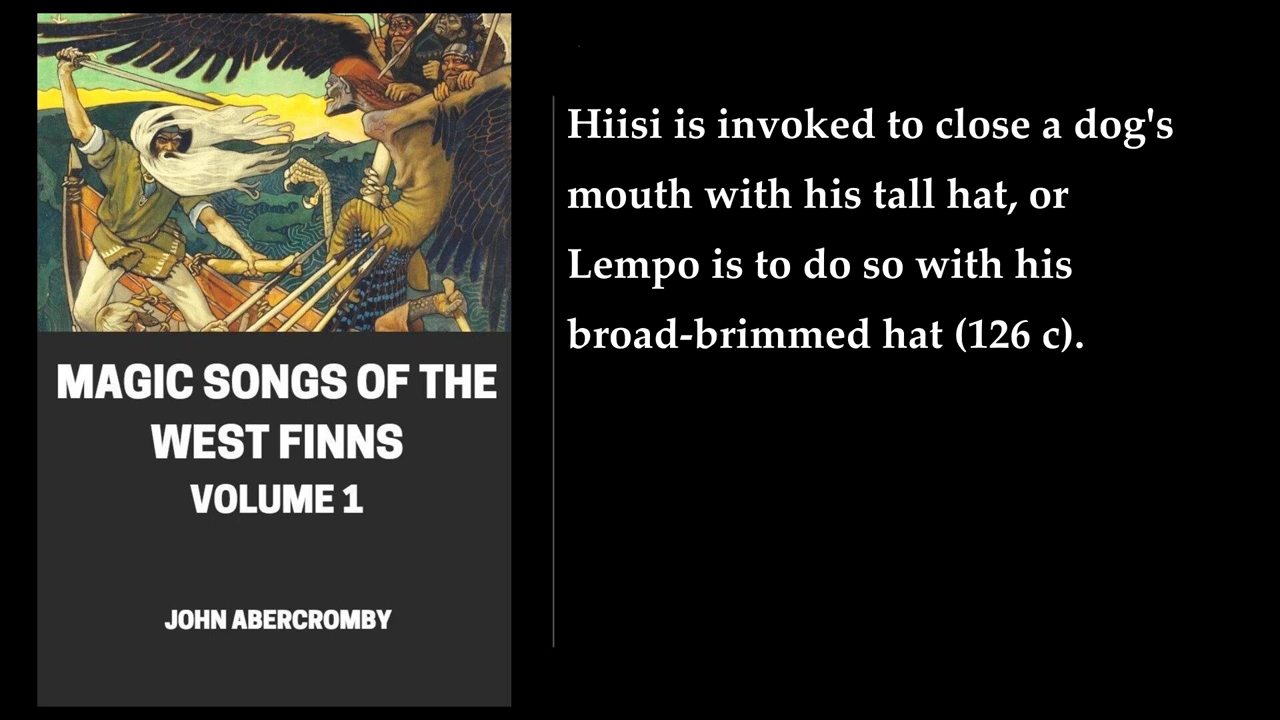 MAGIC SONGS OF THE
WEST FINNS
VOLUME 1
JOHN ABERCROMBY
Hiisi is invoked to close a dog's
mouth with his tall hat, or
Lempo is to do so with his
broad-brimmed hat (126 c).